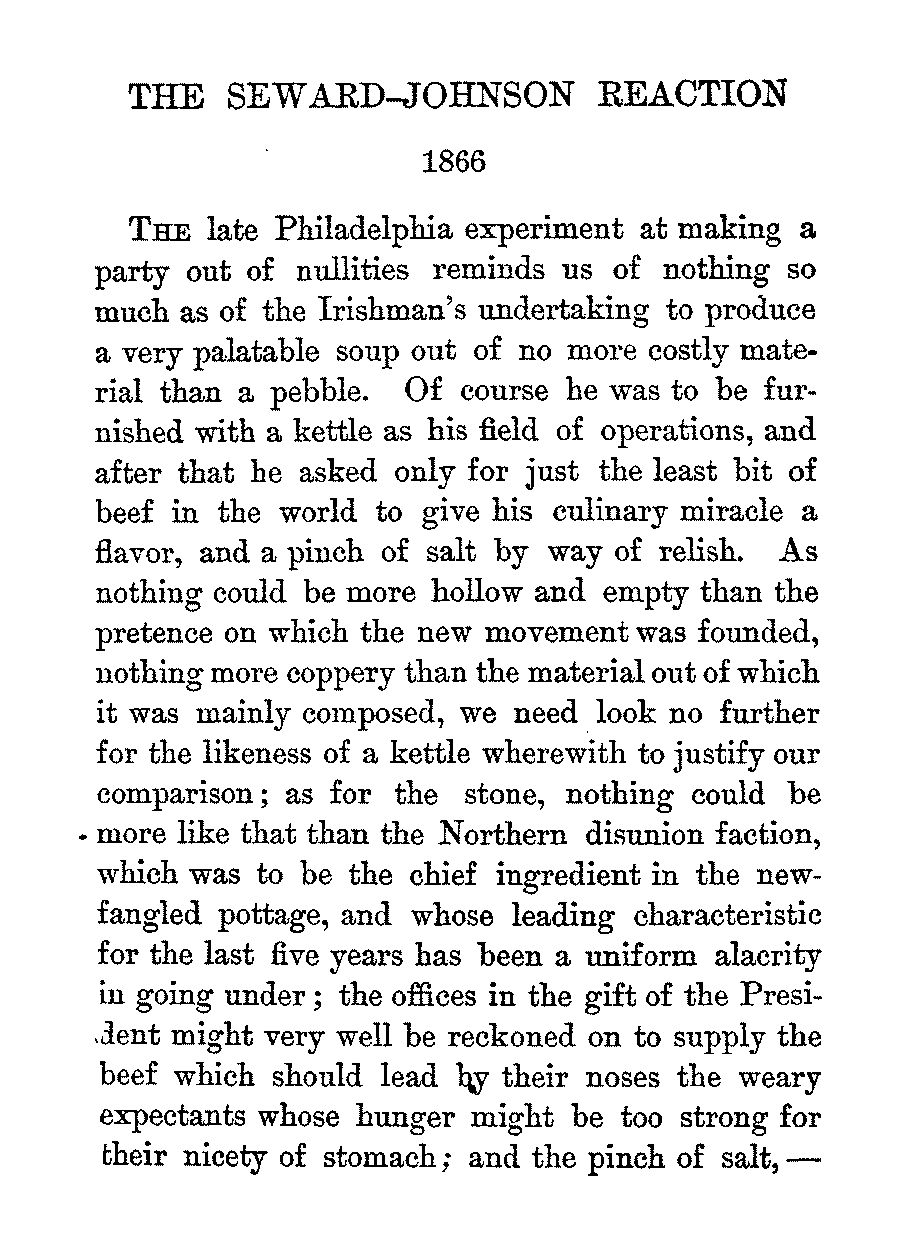 THE SEWARD-JOHNSON REACTION
1866
THE late Philadelphia experiment at making a
party out of nullities reminds us of nothing so
much as of the Irishman's undertaking to produce
a very palatable soup out of no more costly mate-
rial than a pebble. Of course he was to be fur-
nished with a kettle as his field of operations, and
after that he asked only for just the least bit of
beef in the world to give his culinary miracle a
flavor, and a pinch of salt by way of relish. As
nothing could be more hollow and empty than the
pretence on which the new movement was founded,
nothing more coppery than the material out of which
it was mainly composed, we need look no further
for the likeness of a kettle wherewith to justify our
comparison; as for the stone, nothing could be
more like that than the Northern disunion faction,
which was to be the chief ingredient in the new-
fangled pottage, and whose leading characteristic
for the last five years has been a uniform alacrity
in going under; the offices in the gift of the Presi-
dent might very well be reckoned on to supply the
beef which should lead by their noses the weary
expectants whose hunger might be too strong for
their nicety of stomach; and the pinch of salt, —